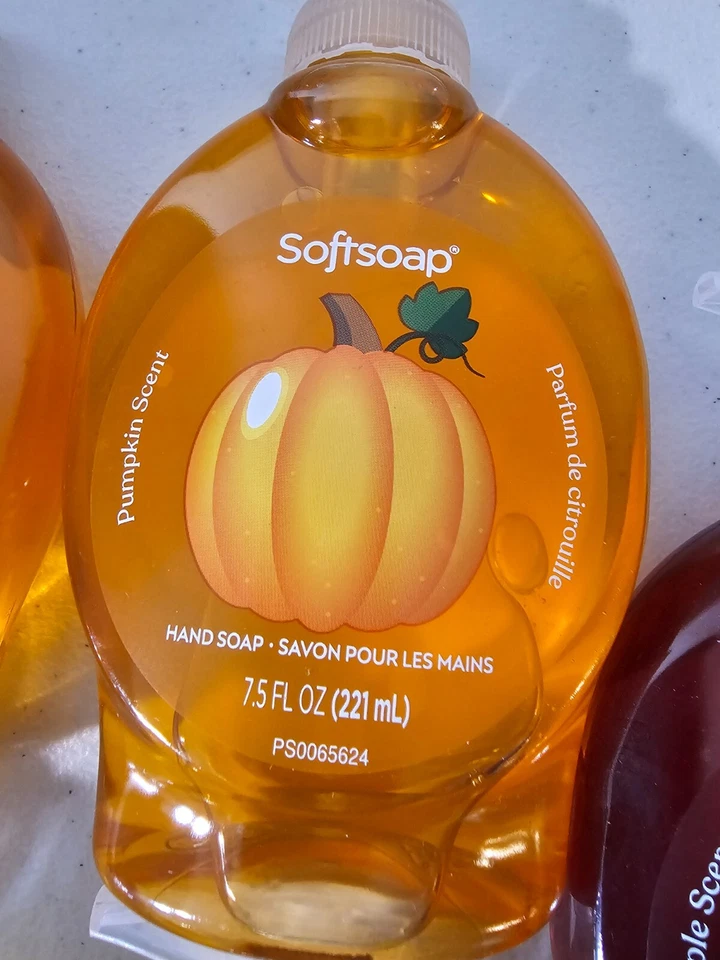 Softsoap®
Pumpkin Scent
Parfum de citrouille
HAND SOAP • SAVON POUR LES MAINS
7.5 FL OZ (221 mL)
PS0065624